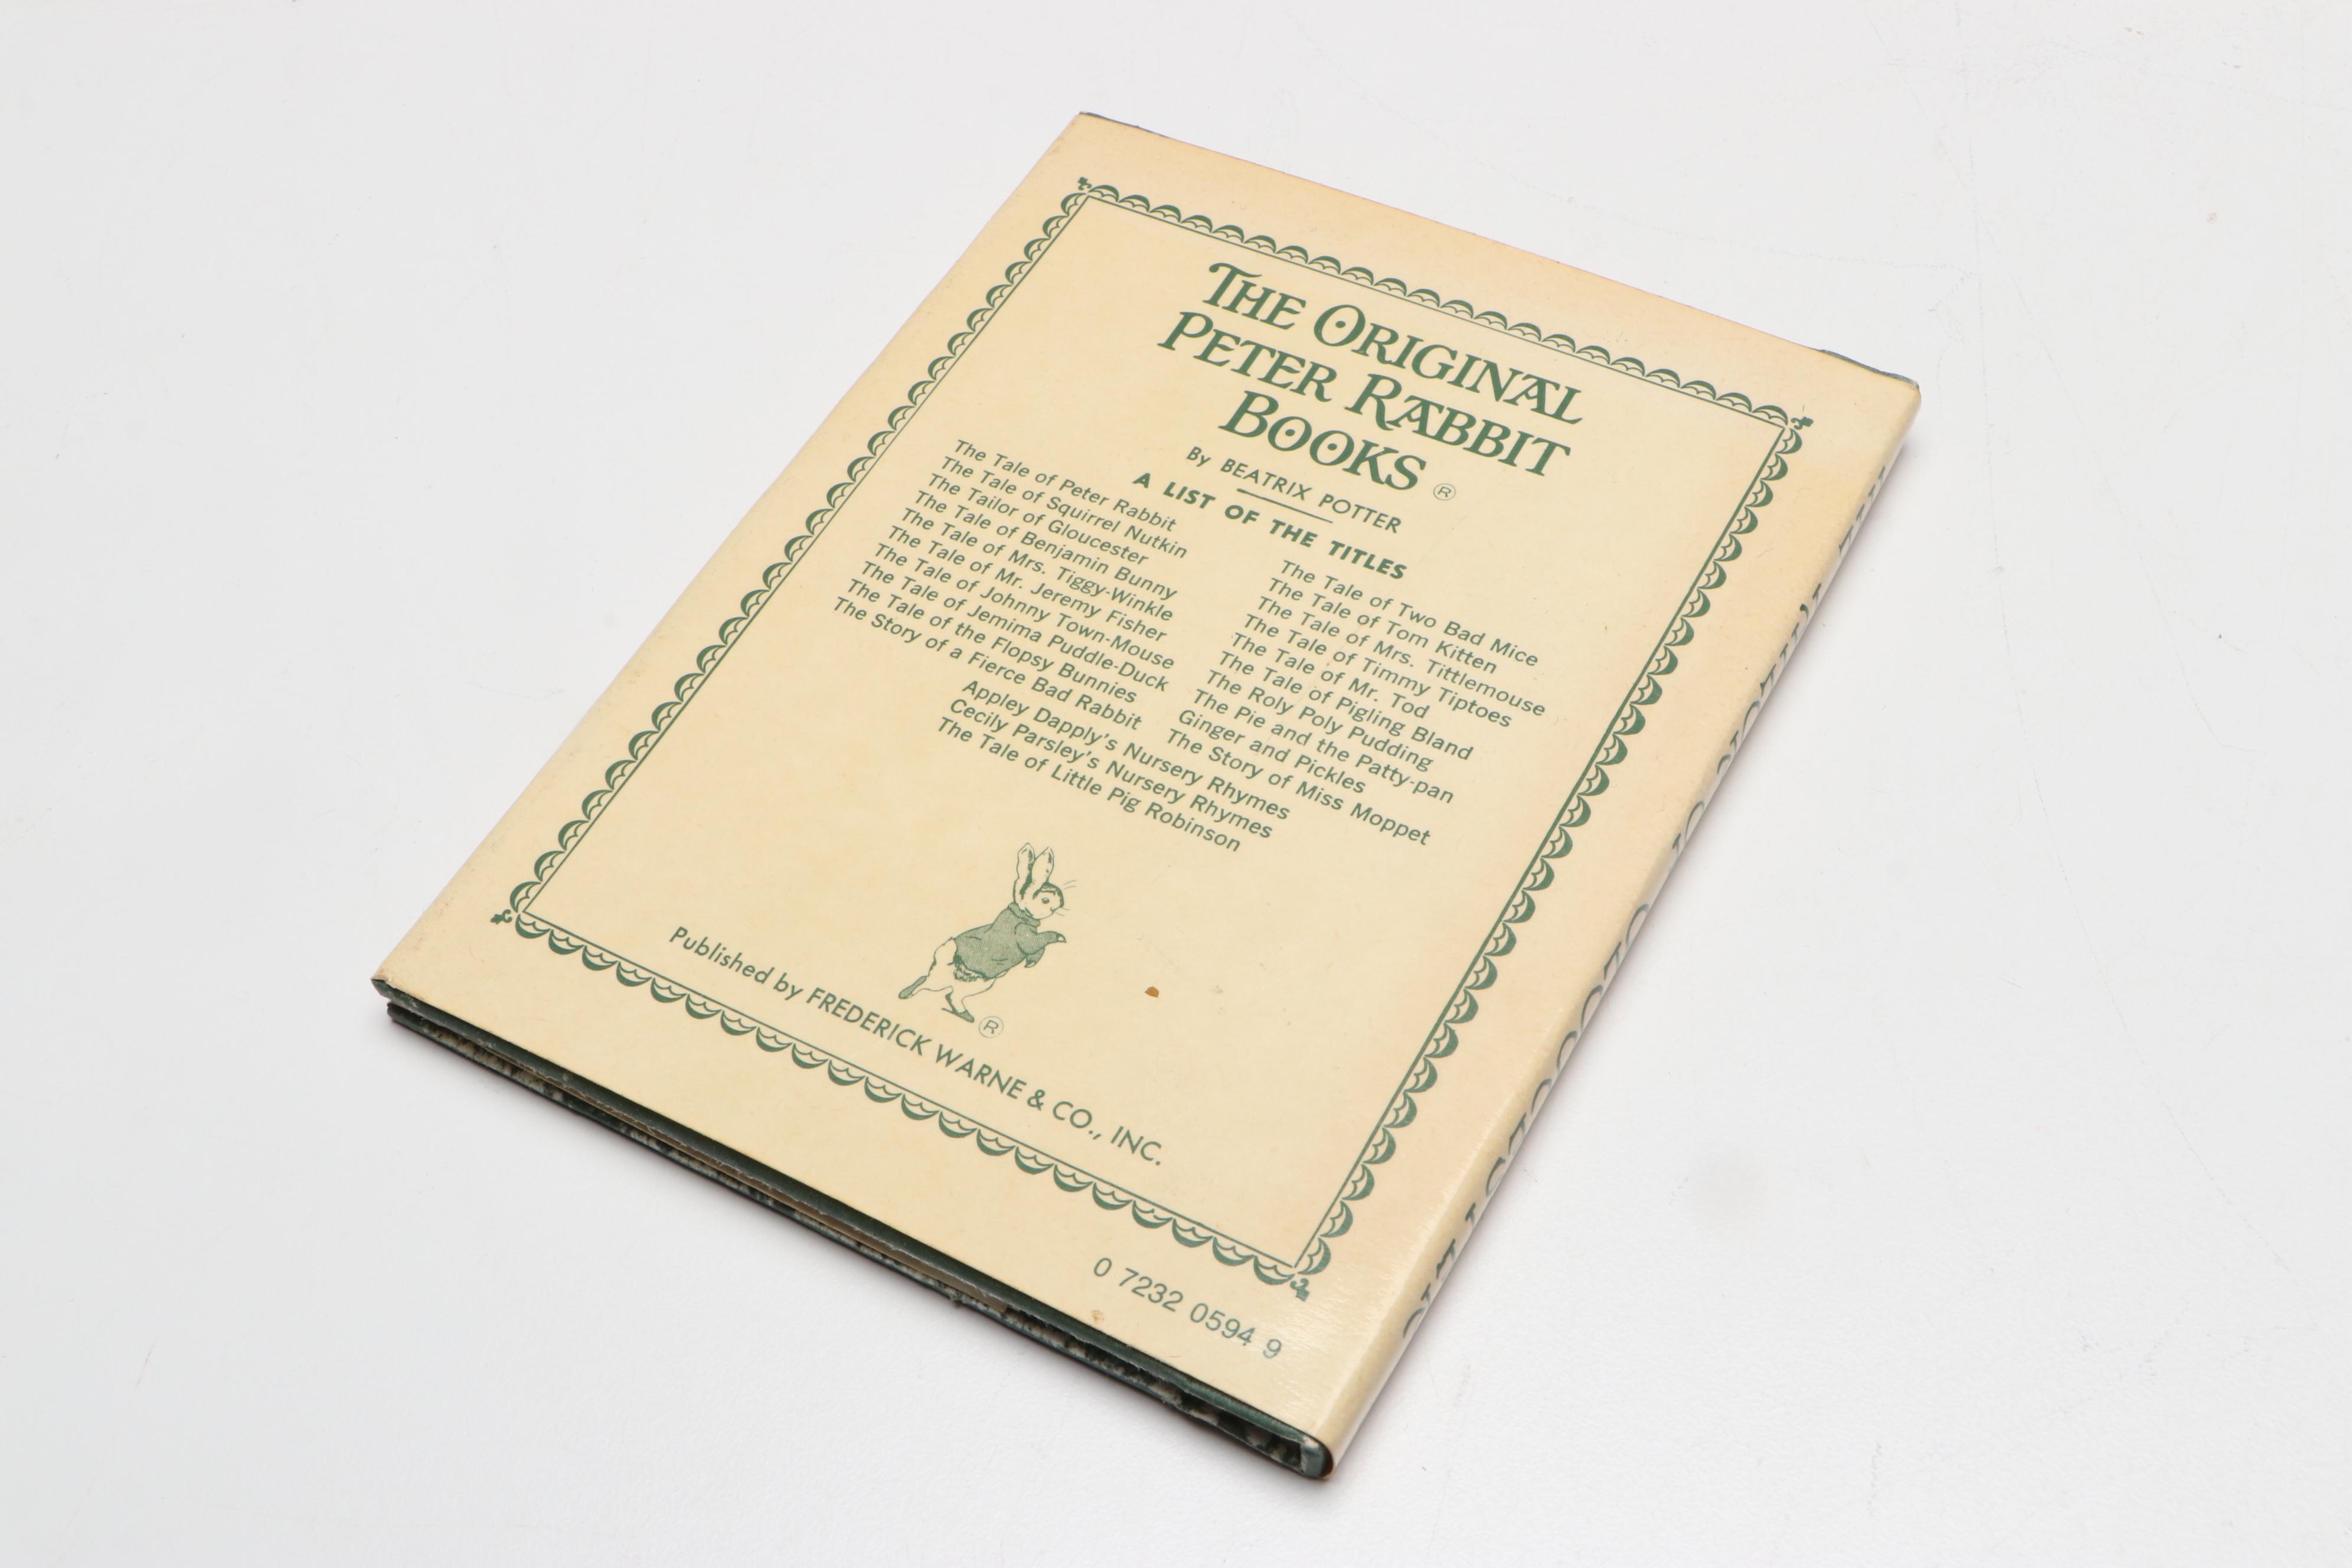 THE ORIGINAL
PETER RABBIT
BOOKS ®
By BEATRIX POTTER
A LIST OF THE TITLES
The Tale of Peter Rabbit
The Tale of Squirrel Nutkin
The Tailor of Gloucester
The Tale of Benjamin Bunny
The Tale of Mrs. Tiggy-Winkle
The Tale of Mr. Jeremy Fisher
The Tale of Johnny Town-Mouse
The Tale of Jemima Puddle-Duck
The Tale of the Flopsy Bunnies
The Story of a Fierce Bad Rabbit
The Tale of Two Bad Mice
The Tale of Tom Kitten
The Tale of Mrs. Tittlemouse
The Tale of Timmy Tiptoes
The Tale of Mr. Tod
The Tale of Pigling Bland
The Roly Poly Pudding
The Pie and the Patty-pan
Ginger and Pickles
The Story of Miss Moppet
Appley Dapply's Nursery Rhymes
Cecily Parsley's Nursery Rhymes
The Tale of Little Pig Robinson
®
Published by FREDERICK WARNE & CO., INC.
0 7232 0594 9